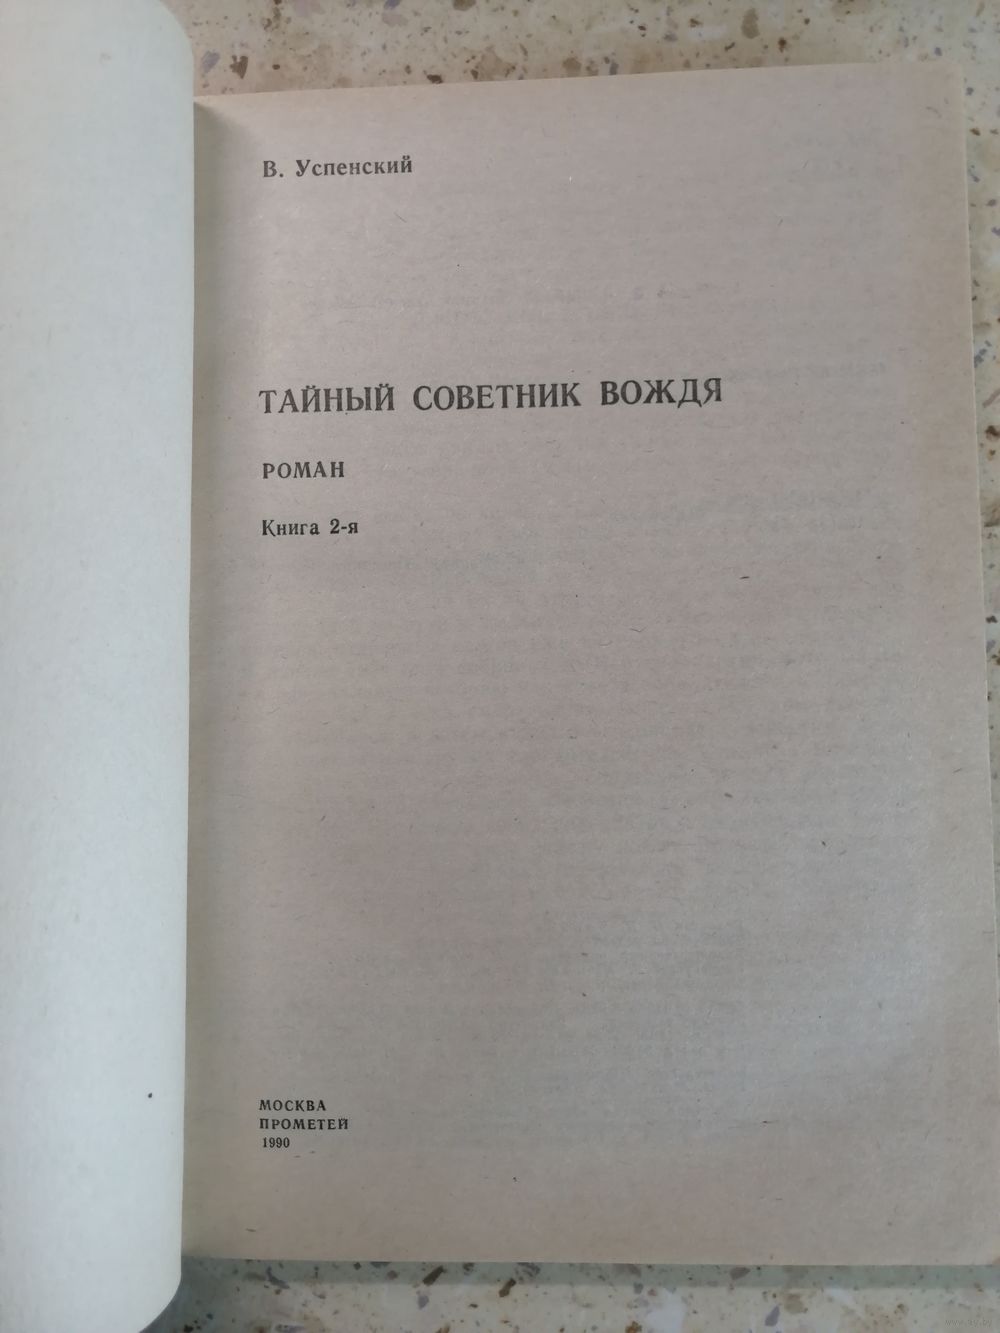 В. Успенский
ТАЙНЫЙ СОВЕТНИК ВОЖДЯ
РОМАН
Книга 2-я
МОСКВА
ПРОМЕТЕЙ
1990